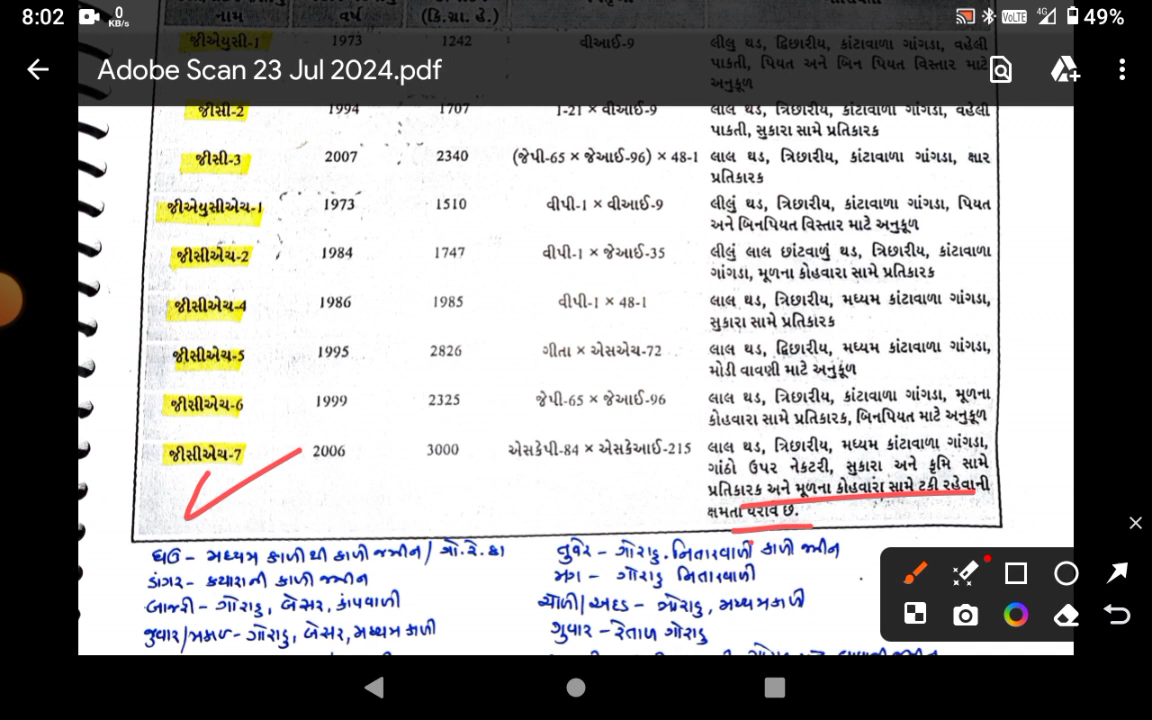 8:02 0 KB/s VoLTE 4G 49%
નામ વર્ષ (કિ.ગ્રા. હે.)
Adobe Scan 23 Jul 2024.pdf
જીએયુસી-1 1973 1242 વીઆઈ-9 લીલુ થડ, દ્વિછારીય, કાંટાવાળા ગાંગડા, વહેલી
પાકતી, પિયત અને બિન પિયત વિસ્તાર માટે
અનુકૂળ
જીસી-2 1994 1707 1-21 × વીઆઈ-9 લાલ થડ, ત્રિછારીય, કાંટાવાળા ગાંગડા, વહેલી
પાકતી, સુકારા સામે પ્રતિકારક
જીસી-3 2007 2340 (જેપી-65 × જેઆઈ-96) × 48-1 લાલ થડ, ત્રિછારીય, કાંટાવાળા ગાંગડા, ક્ષાર
પ્રતિકારક
જીએયુસીએચ-1 1973 1510 વીપી-1 × વીઆઈ-9 લીલું થડ, ત્રિછારીય, કાંટાવાળા ગાંગડા, પિયત
અને બિનપિયત વિસ્તાર માટે અનુકૂળ
જીસીએચ-2 1984 1747 વીપી-1 × જેઆઈ-35 લીલું લાલ છાંટવાળું થડ, ત્રિછારીય, કાંટાવાળા
ગાંગડા, મૂળના કોહવારા સામે પ્રતિકારક
જીસીએચ-4 1986 1985 વીપી-1 × 48-1 લાલ થડ, ત્રિછારીય, મધ્યમ કાંટાવાળા ગાંગડા,
સુકારા સામે પ્રતિકારક
જીસીએચ-5 1995 2826 ગીતા × એસએચ-72 લાલ થડ, દ્વિછારીય, મધ્યમ કાંટાવાળા ગાંગડા,
મોડી વાવણી માટે અનુકૂળ
જીસીએચ-6 1999 2325 જેપી-65 × જેઆઈ-96 લાલ થડ, ત્રિછારીય, કાંટાવાળા ગાંગડા, મૂળના
કોહવારા સામે પ્રતિકારક, બિનપિયત માટે અનુકૂળ
જીસીએચ-7 2006 3000 એસકેપી-84 × એસકેઆઈ-215 લાલ થડ, ત્રિછારીય, મધ્યમ કાંટાવાળા ગાંગડા,
ગાંઠો ઉપર નેકટરી, સુકારા અને કૃમિ સામે
પ્રતિકારક અને મૂળના કોહવારા સામે ટકી રહેવાની
ક્ષમતા ધરાવે છે.
ઘઉં - મધ્યમ કાળી થી કાળી જમીન / ગો. રે. કા તુવેર - ગોરાડુ. નિતારવાળી કાળી જમીન
ડાંગર - ક્યારાની કાળી જમીન મગ - ગોરાડુ નિતારવાળી
બાજરી - ગોરાડુ, બેસર, કાંપવાળી ચોળી/અડદ - ગોરાડુ, મધ્યમકાળી
જુવાર/મકાઈ - ગોરાડુ, બેસર, મધ્યમ કાળી ગુવાર - રેતાળ ગોરાડુ